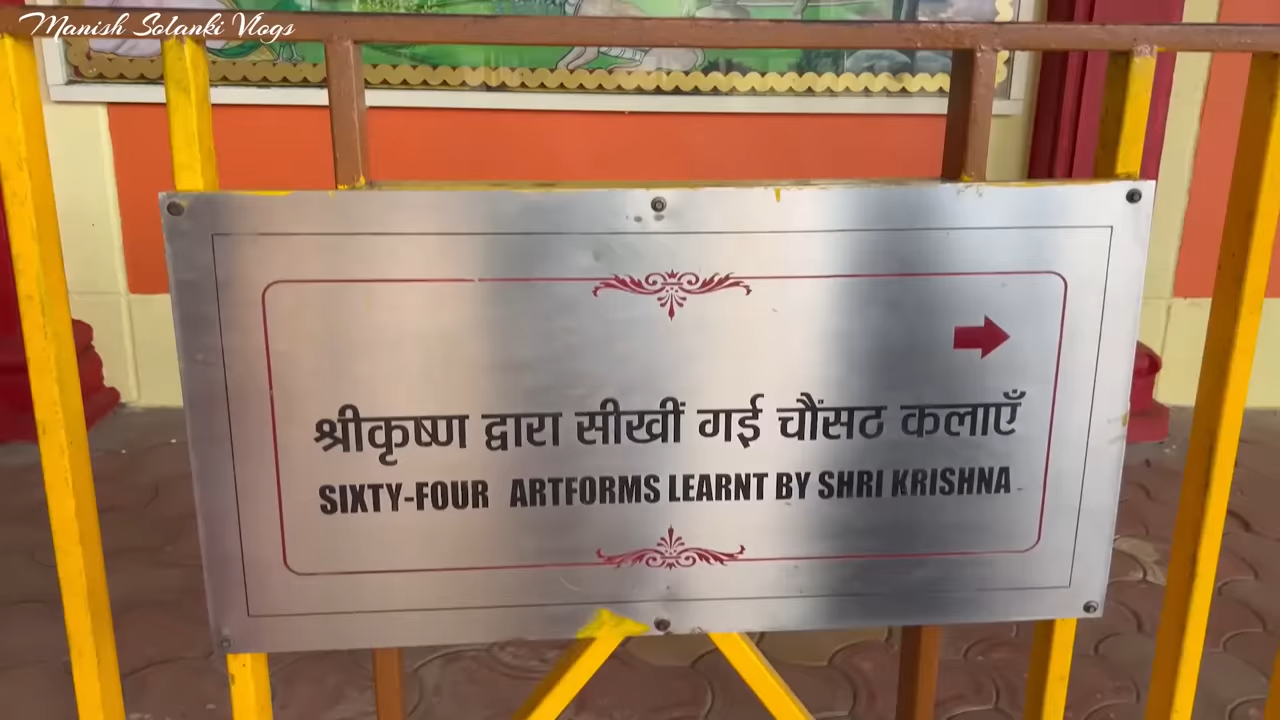 Manish Solanki Vlogs
श्रीकृष्ण द्वारा सीखीं गई चौंसठ कलाएँ
SIXTY-FOUR ARTFORMS LEARNT BY SHRI KRISHNA